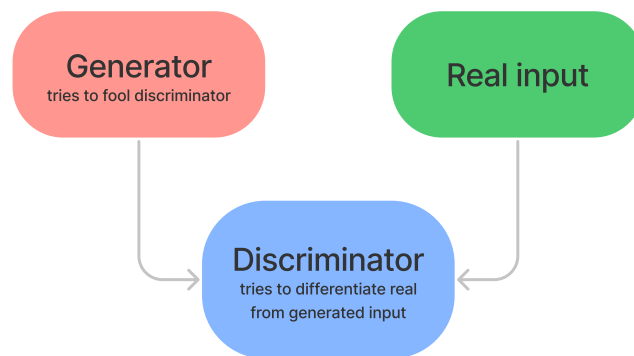 Generator
tries to fool discriminator
Real input
Discriminator
tries to differentiate real
from generated input